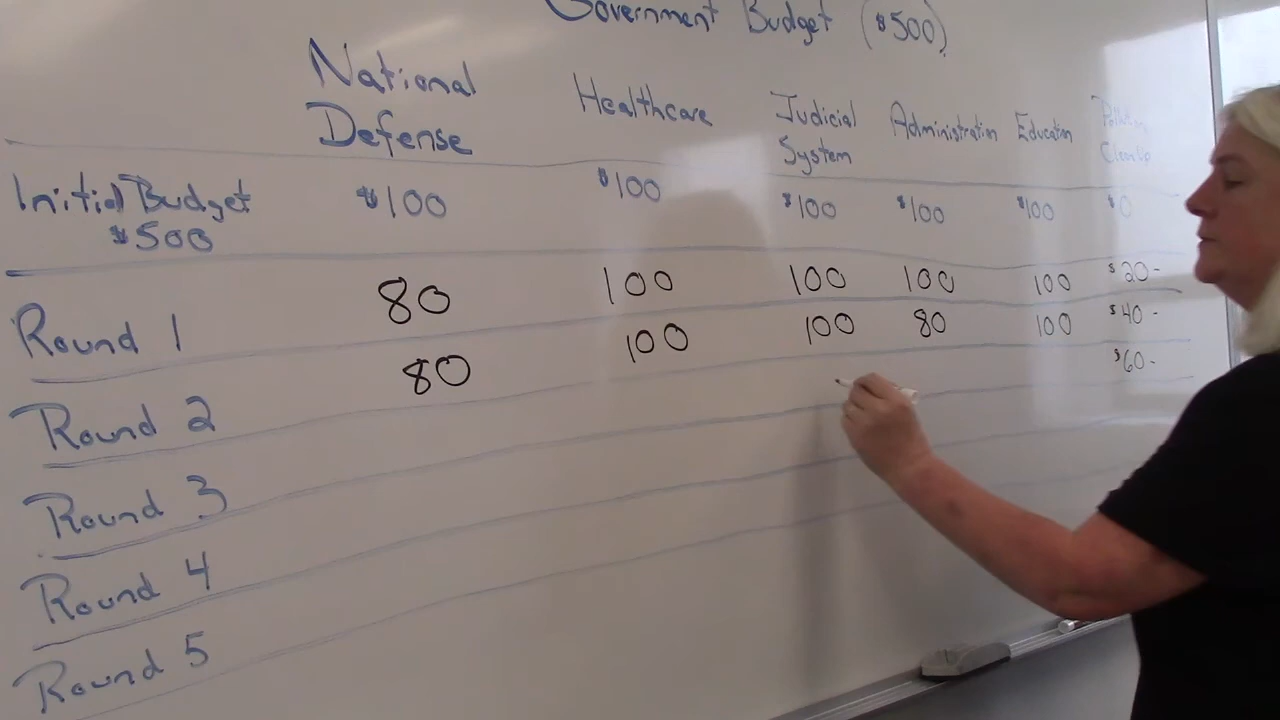 Government Budget ($500)
National Defense Healthcare Judicial System Administration Education Pollution CleanUp
Initial Budget $500 $100 $100 $100 $100 $100 $0
Round 1 80 100 100 100 100 $20-
Round 2 80 100 100 80 100 $40-
Round 3 $60-
Round 4
Round 5